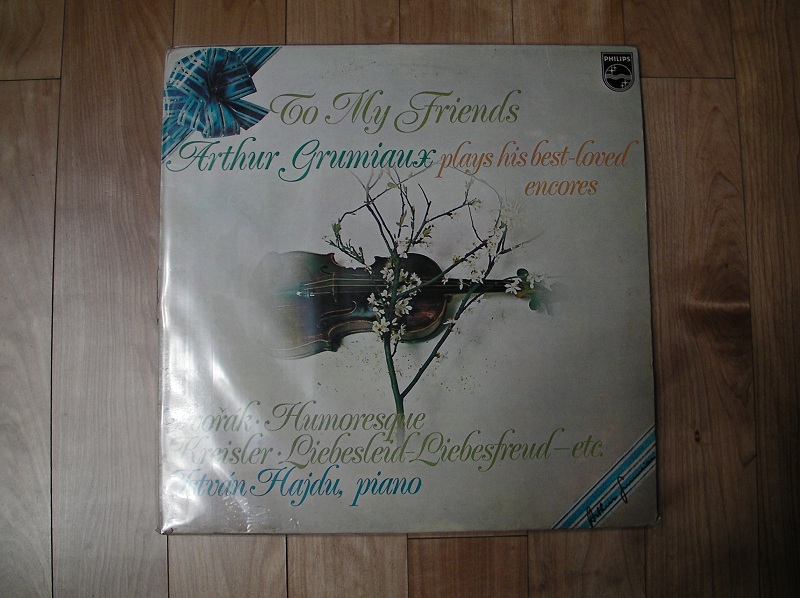 PHILIPS
To My Friends
Arthur Grumiaux plays his best-loved
encores
Dvořák · Humoresque
Kreisler · Liebesleid-Liebesfreud—etc.
István Hajdu, piano